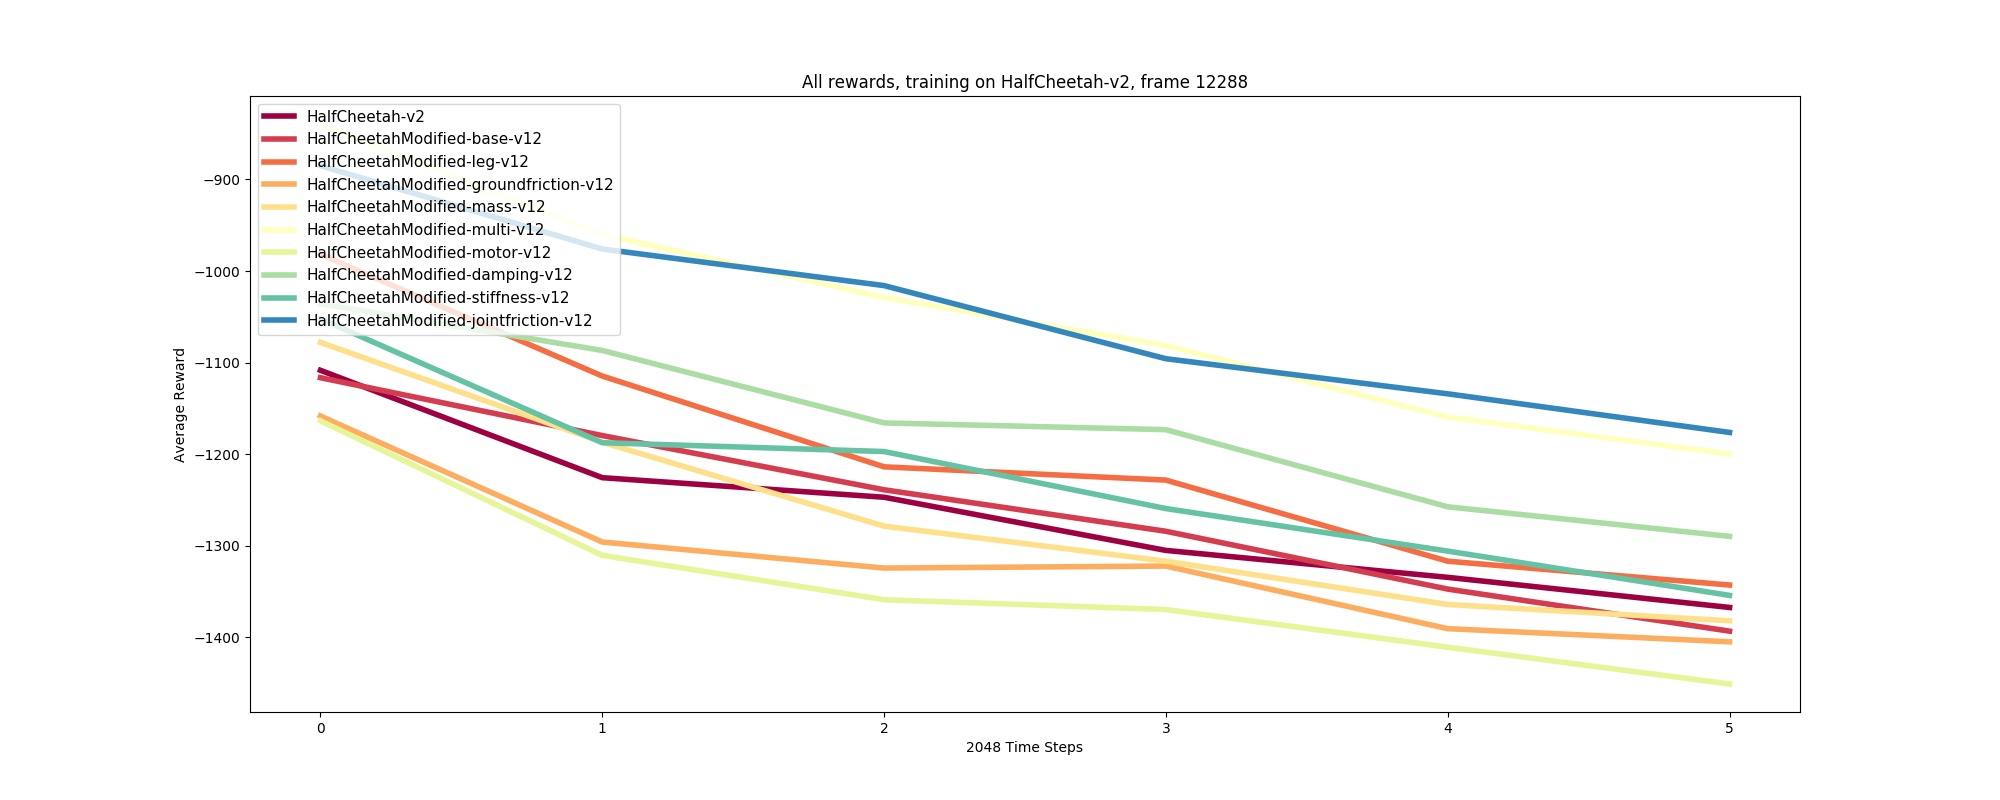 All rewards, training on HalfCheetah-v2, frame 12288
HalfCheetah-v2
HalfCheetahModified-base-v12
HalfCheetahModified-leg-v12
HalfCheetahModified-groundfriction-v12
HalfCheetahModified-mass-v12
HalfCheetahModified-multi-v12
HalfCheetahModified-motor-v12
HalfCheetahModified-damping-v12
HalfCheetahModified-stiffness-v12
HalfCheetahModified-jointfriction-v12
−900
−1000
−1100
−1200
−1300
−1400
Average Reward
0 1 2 3 4 5
2048 Time Steps